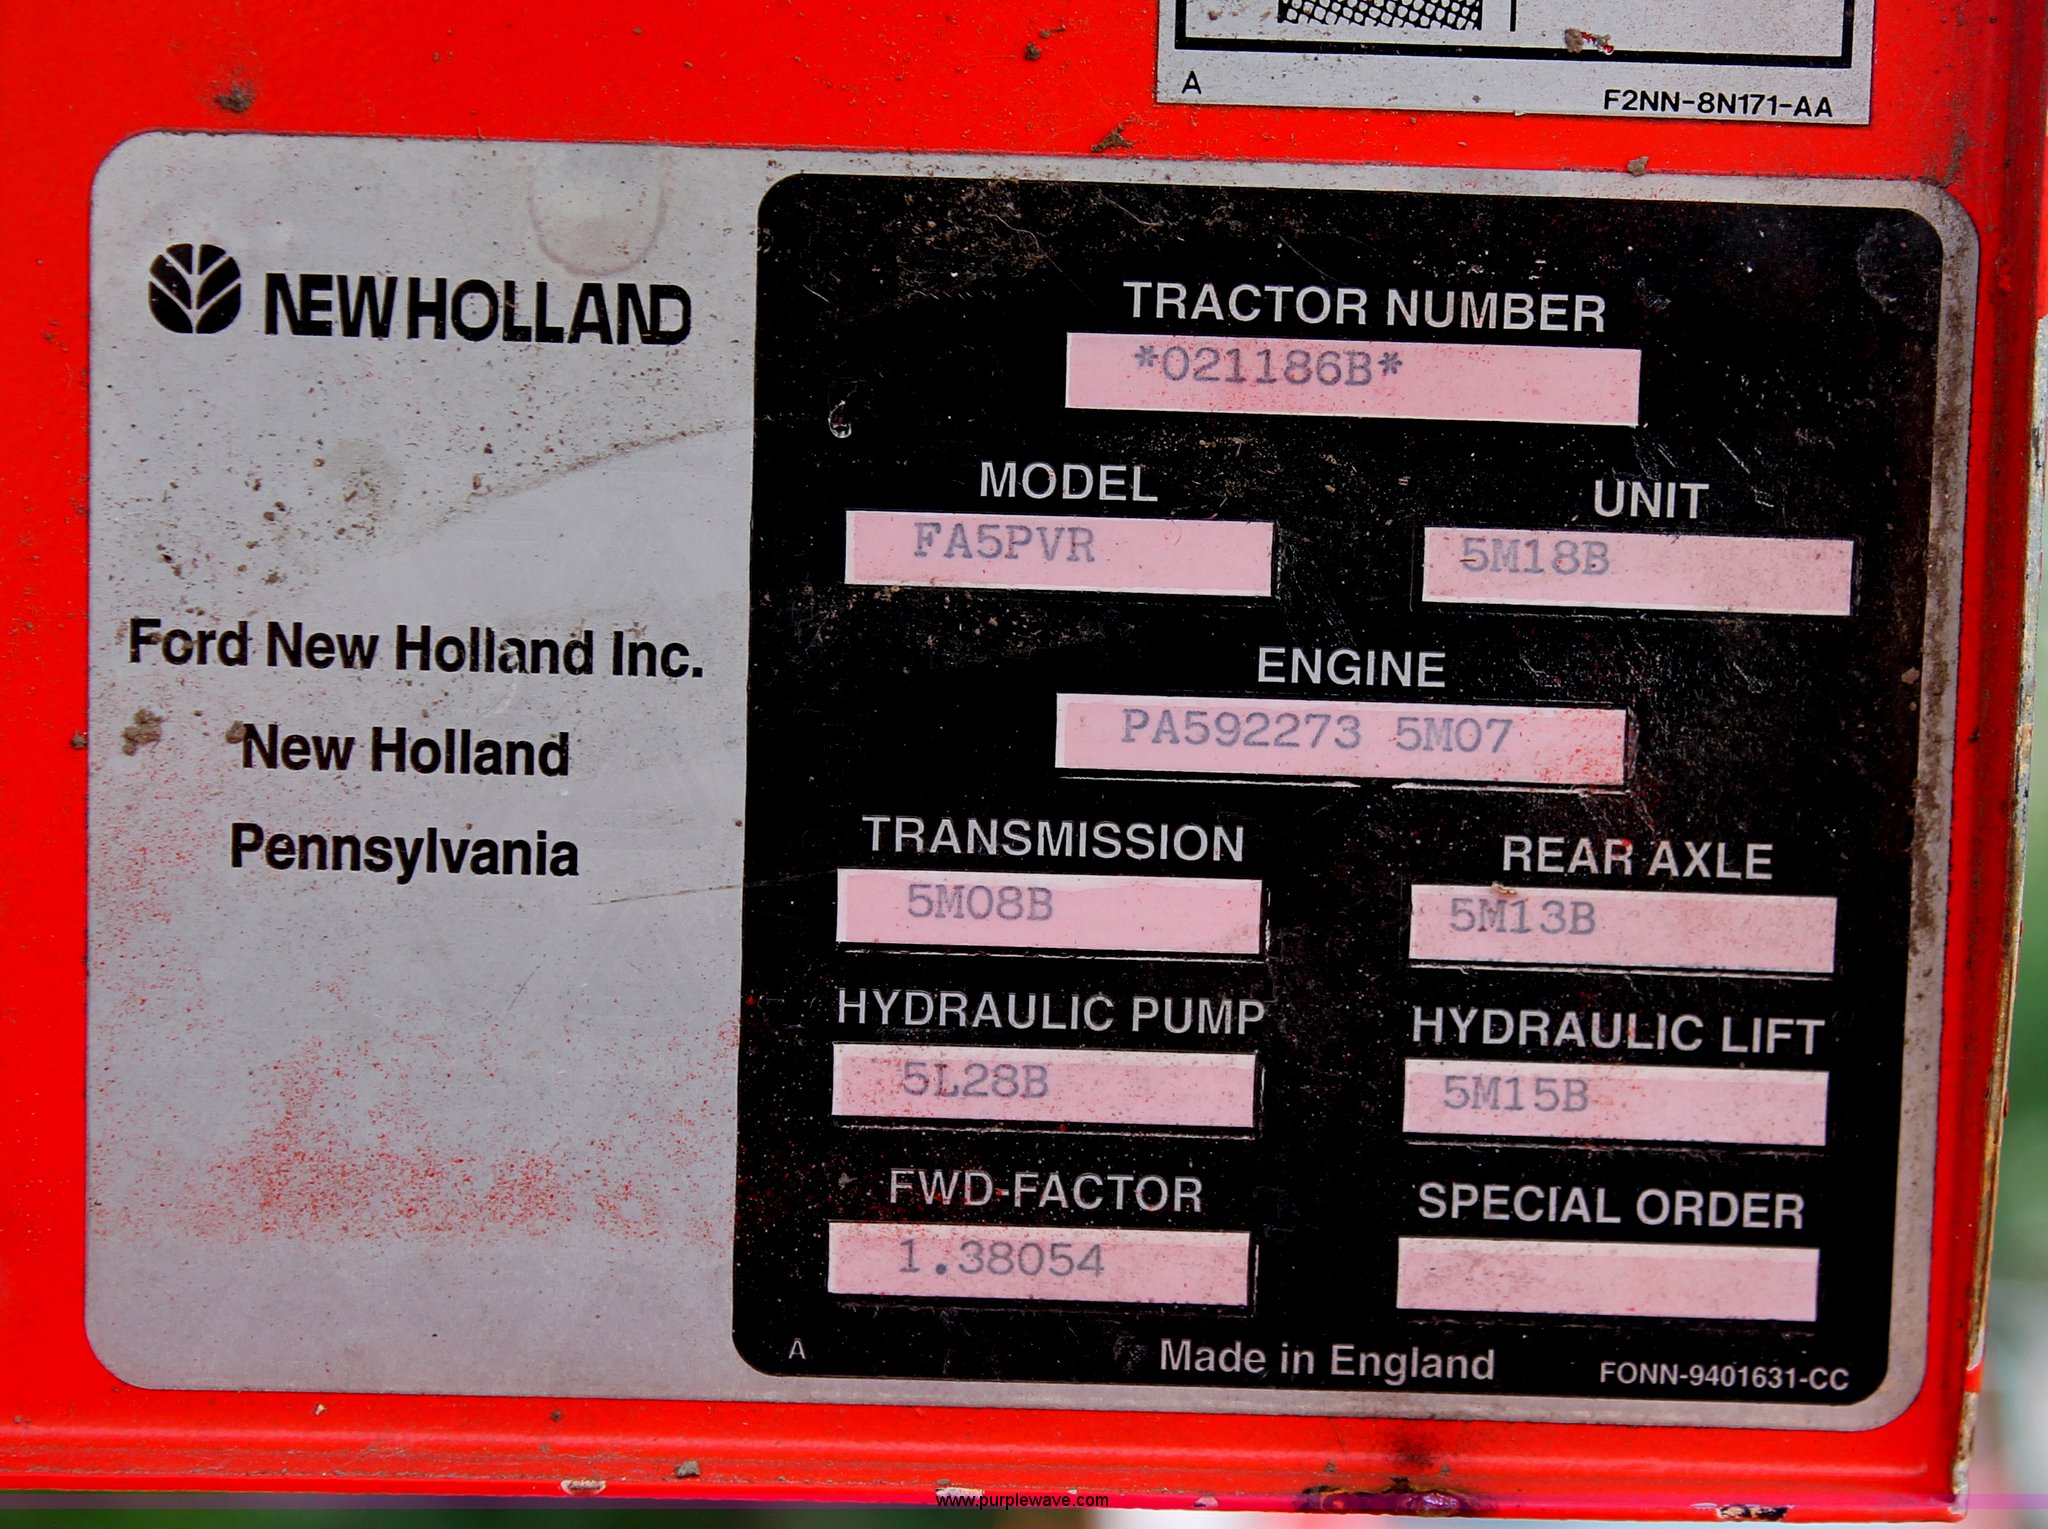 A
F2NN-8N171-AA
NEW HOLLAND
Ford New Holland Inc.
New Holland
Pennsylvania
TRACTOR NUMBER
*021186B*
MODEL UNIT
FA5PVR 5M18B
ENGINE
PA592273 5M07
TRANSMISSION REAR AXLE
5M08B 5M13B
HYDRAULIC PUMP HYDRAULIC LIFT
5L28B 5M15B
FWD-FACTOR SPECIAL ORDER
1.38054
A Made in England FONN-9401631-CC
www.purplewave.com